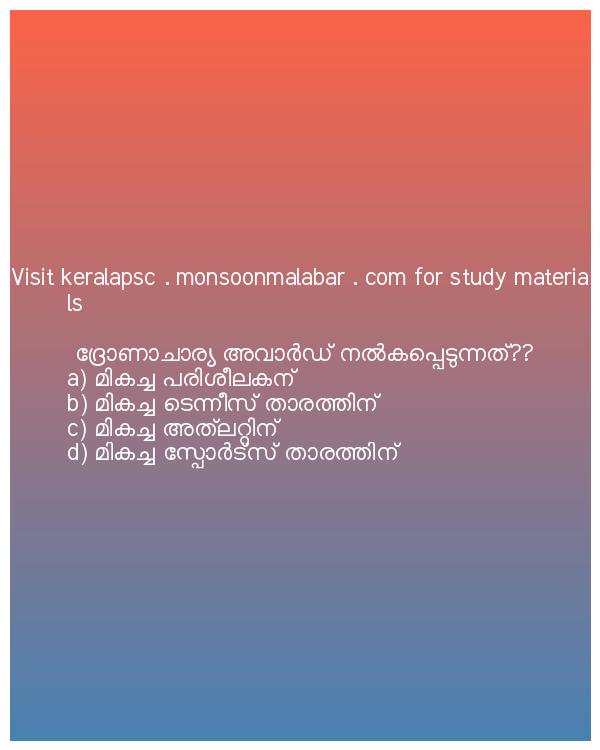 Visit keralapsc . monsoonmalabar . com for study materia
ls
ദ്രോണാചാര്യ അവാർഡ് നൽകപ്പെടുന്നത്??
a) മികച്ച പരിശീലകന്
b) മികച്ച ടെന്നീസ് താരത്തിന്
c) മികച്ച അത്‌ലറ്റിന്
d) മികച്ച സ്പോർട്സ് താരത്തിന്